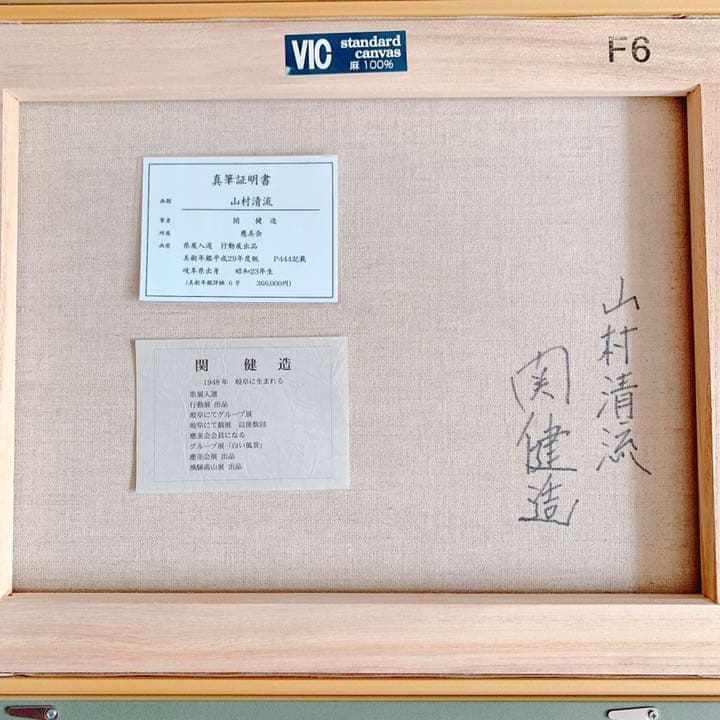 VIC standard
canvas
麻 100%
F6
真筆証明書
画題 山村清流
筆者 関 健 造
所属 應美会
画歴 県展入選 行動展出品
美術年鑑平成29年度版 P444記載
岐阜県出身 昭和23年生
(美術年鑑評価 6号 366,000円)
関 健 造
1948年 岐阜に生まれる
県展入選
行動展 出品
岐阜にてグループ展
岐阜にて個展 以後数回
應美会会員になる
グループ展「白い風景」
應美会展 出品
飛騨高山展 出品
山村清流
関健造